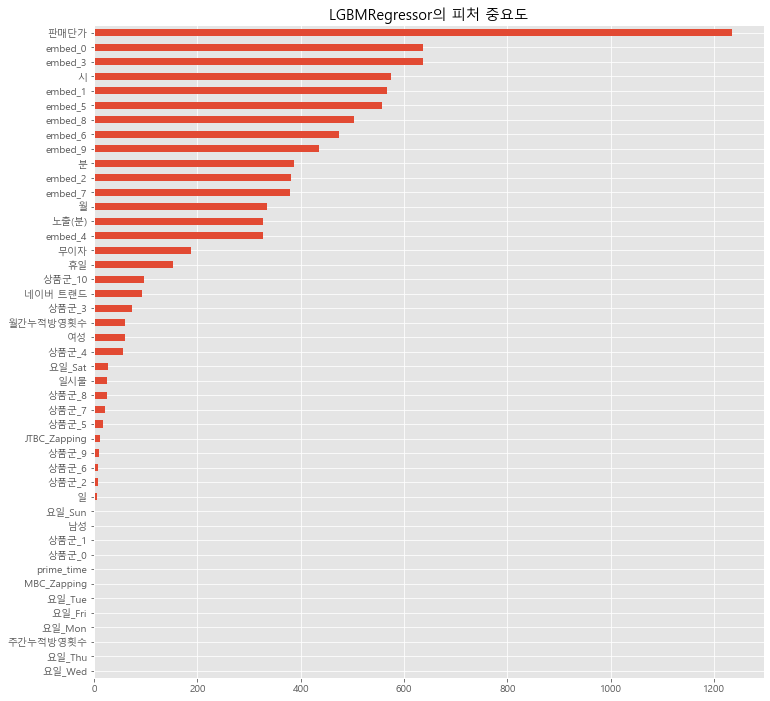 LGBMRegressor의 피처 중요도
판매단가
embed_0
embed_3
시
embed_1
embed_5
embed_8
embed_6
embed_9
분
embed_2
embed_7
월
노출(분)
embed_4
무이자
휴일
상품군_10
네이버 트랜드
상품군_3
월간누적방영횟수
여성
상품군_4
요일_Sat
일시불
상품군_8
상품군_7
상품군_5
JTBC_Zapping
상품군_9
상품군_6
상품군_2
일
요일_Sun
남성
상품군_1
상품군_0
prime_time
MBC_Zapping
요일_Tue
요일_Fri
요일_Mon
주간누적방영횟수
요일_Thu
요일_Wed
0 200 400 600 800 1000 1200